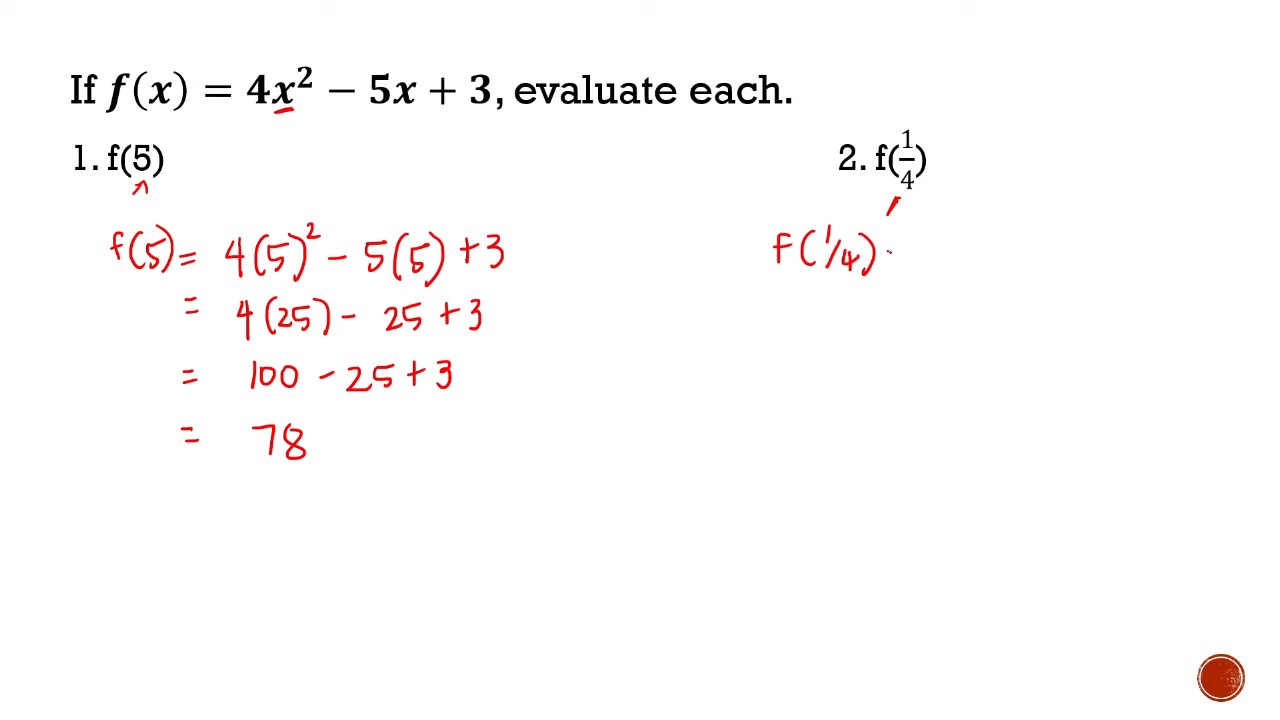 If f(x) = 4x² − 5x + 3, evaluate each.
1. f(5)
f(5) = 4(5)² − 5(5) + 3
= 4(25) − 25 + 3
= 100 − 25 + 3
= 78
2. f(1/4)
f(1/4)